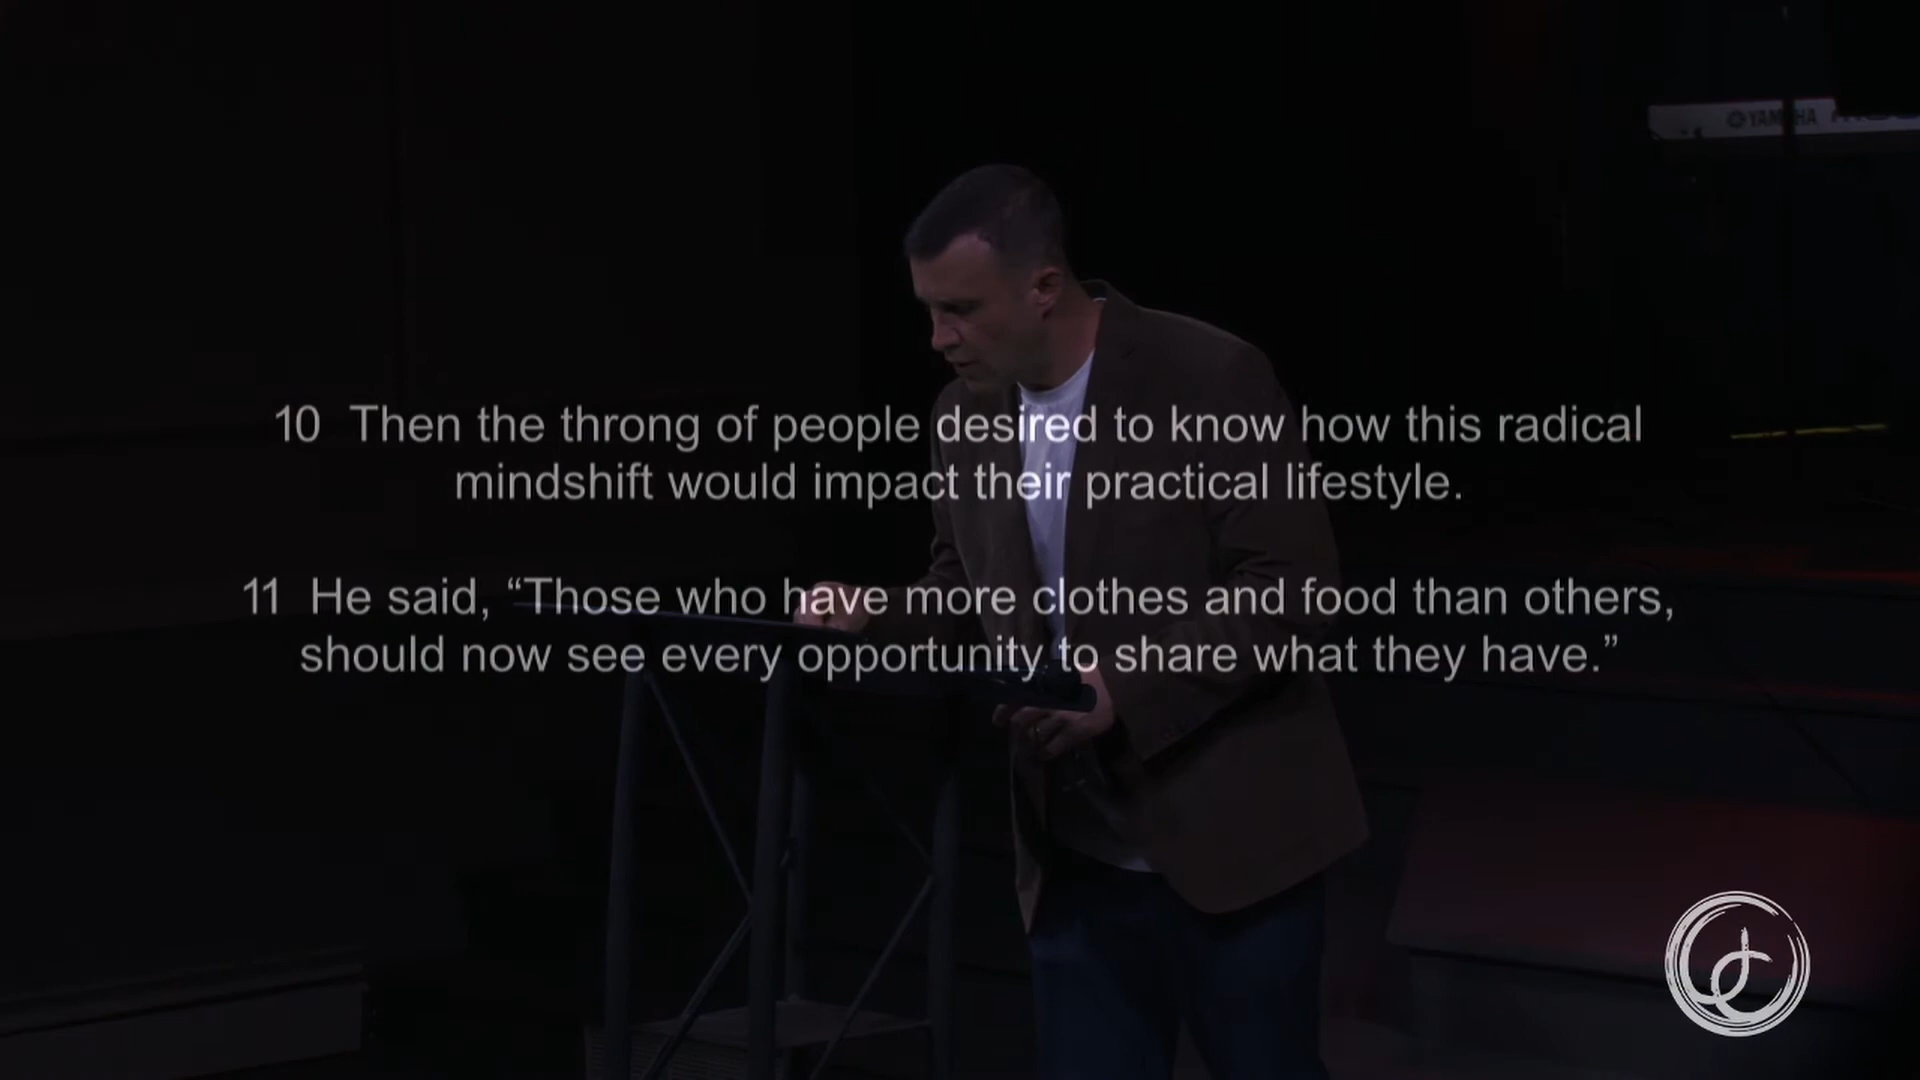 YAMAHA
10 Then the throng of people desired to know how this radical
mindshift would impact their practical lifestyle.
11 He said, “Those who have more clothes and food than others,
should now see every opportunity to share what they have.”